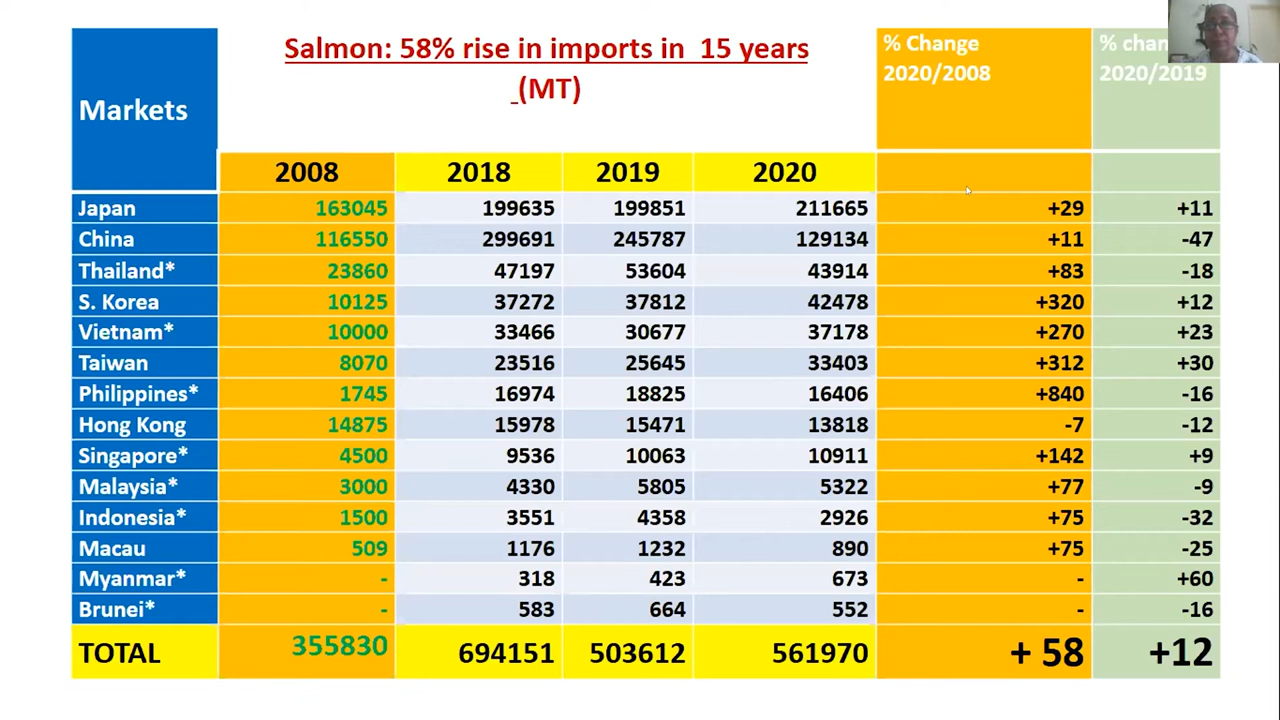 Salmon: 58% rise in imports in 15 years
(MT)
Markets
% Change
2020/2008
% chan
2020/2019
2008 2018 2019 2020
Japan 163045 199635 199851 211665 +29 +11
China 116550 299691 245787 129134 +11 -47
Thailand* 23860 47197 53604 43914 +83 -18
S. Korea 10125 37272 37812 42478 +320 +12
Vietnam* 10000 33466 30677 37178 +270 +23
Taiwan 8070 23516 25645 33403 +312 +30
Philippines* 1745 16974 18825 16406 +840 -16
Hong Kong 14875 15978 15471 13818 -7 -12
Singapore* 4500 9536 10063 10911 +142 +9
Malaysia* 3000 4330 5805 5322 +77 -9
Indonesia* 1500 3551 4358 2926 +75 -32
Macau 509 1176 1232 890 +75 -25
Myanmar* - 318 423 673 - +60
Brunei* - 583 664 552 - -16
TOTAL 355830 694151 503612 561970 + 58 +12